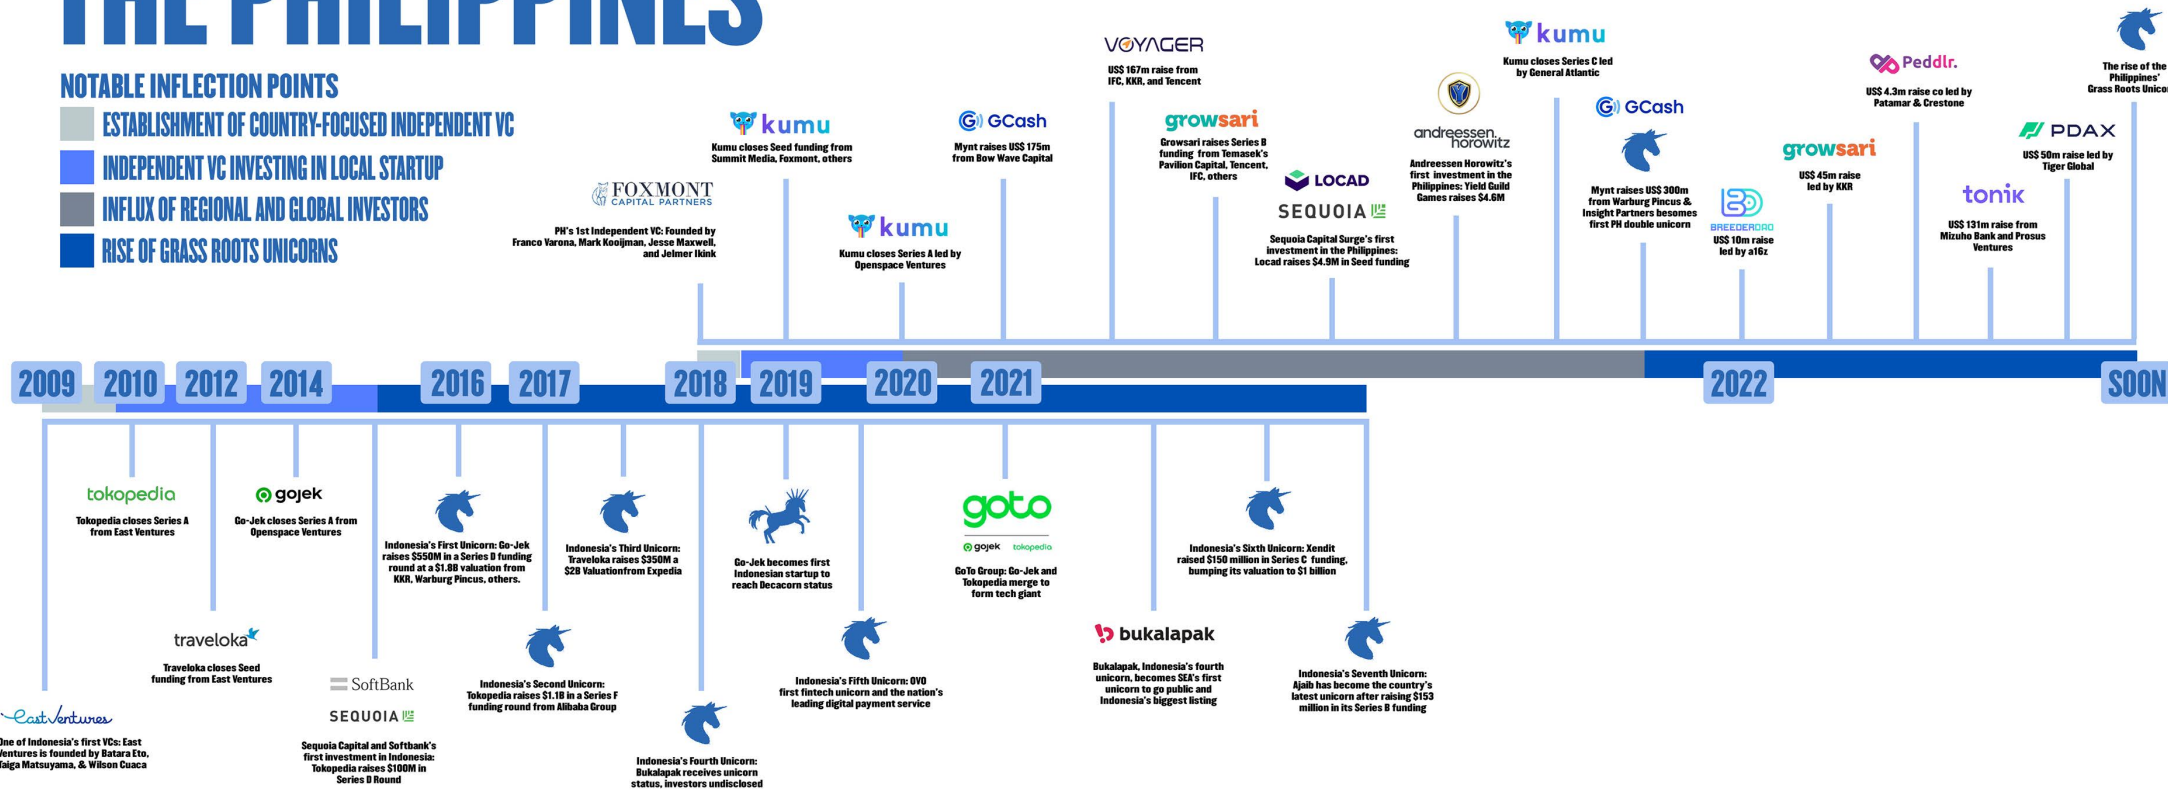 THE PHILIPPINES
NOTABLE INFLECTION POINTS
ESTABLISHMENT OF COUNTRY-FOCUSED INDEPENDENT VC
INDEPENDENT VC INVESTING IN LOCAL STARTUP
INFLUX OF REGIONAL AND GLOBAL INVESTORS
RISE OF GRASS ROOTS UNICORNS
FOXMONT
CAPITAL PARTNERS
PH's 1st Independent VC: Founded by
Franco Varona, Mark Kooijman, Jesse Maxwell,
and Jelmer Ikink
kumu
Kumu closes Seed funding from
Summit Media, Foxmont, others
kumu
Kumu closes Series A led by
Openspace Ventures
GCash
Mynt raises US$ 175m
from Bow Wave Capital
VOYAGER
US$ 167m raise from
IFC, KKR, and Tencent
growsari
Growsari raises Series B
funding from Temasek's
Pavilion Capital, Tencent,
IFC, others
LOCAD
SEQUOIA
Sequoia Capital Surge's first
investment in the Philippines:
Locad raises $4.9M in Seed funding
andreessen.
horowitz
Andreessen Horowitz's
first investment in the
Philippines: Yield Guild
Games raises $4.6M
kumu
Kumu closes Series C led
by General Atlantic
GCash
Mynt raises US$ 300m
from Warburg Pincus &
Insight Partners besomes
first PH double unicorn
BREEDERDAO
US$ 10m raise
led by a16z
growsari
US$ 45m raise
led by KKR
Peddlr.
US$ 4.3m raise co led by
Patamar & Crestone
tonik
US$ 131m raise from
Mizuho Bank and Prosus
Ventures
PDAX
US$ 50m raise led by
Tiger Global
The rise of the
Philippines'
Grass Roots Unicor
2009 2010 2012 2014 2016 2017 2018 2019 2020 2021 2022 SOON
East Ventures
One of Indonesia's first VCs: East
Ventures is founded by Batara Eto,
Taiga Matsuyama, & Wilson Cuaca
tokopedia
Tokopedia closes Series A
from East Ventures
traveloka
Traveloka closes Seed
funding from East Ventures
gojek
Go-Jek closes Series A from
Openspace Ventures
SoftBank
SEQUOIA
Sequoia Capital and Softbank's
first investment in Indonesia:
Tokopedia raises $100M in
Series D Round
Indonesia's First Unicorn: Go-Jek
raises $550M in a Series D funding
round at a $1.8B valuation from
KKR, Warburg Pincus, others.
Indonesia's Second Unicorn:
Tokopedia raises $1.1B in a Series F
funding round from Alibaba Group
Indonesia's Third Unicorn:
Traveloka raises $350M a
$2B Valuationfrom Expedia
Indonesia's Fourth Unicorn:
Bukalapak receives unicorn
status, investors undisclosed
Go-Jek becomes first
Indonesian startup to
reach Decacorn status
Indonesia's Fifth Unicorn: OVO
first fintech unicorn and the nation's
leading digital payment service
goto
gojek tokopedia
GoTo Group: Go-Jek and
Tokopedia merge to
form tech giant
bukalapak
Bukalapak, Indonesia's fourth
unicorn, becomes SEA's first
unicorn to go public and
Indonesia's biggest listing
Indonesia's Sixth Unicorn: Xendit
raised $150 million in Series C funding,
bumping its valuation to $1 billion
Indonesia's Seventh Unicorn:
Ajaib has become the country's
latest unicorn after raising $153
million in its Series B funding